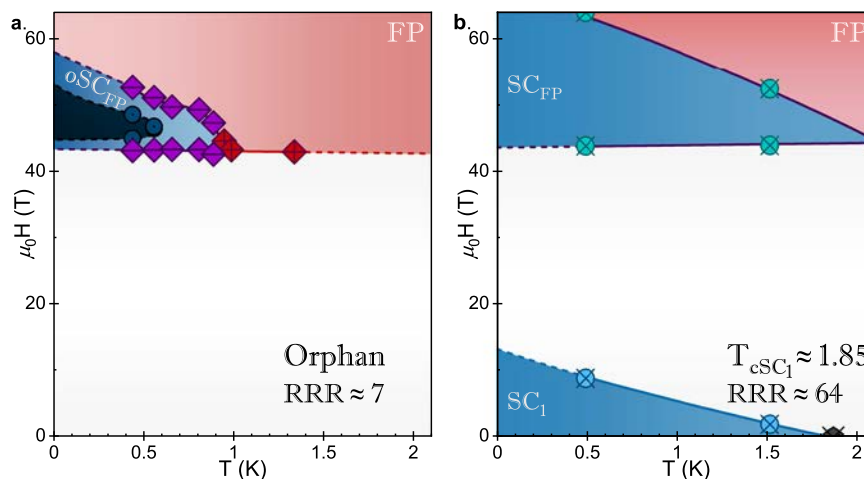 a.
60
FP
oSC_FP
40
μ₀H (T)
20
Orphan
RRR ≈ 7
0
0 0.5 1 1.5 2
T (K)
b.
60
FP
SC_FP
40
μ₀H (T)
20
T_cSC₁ ≈ 1.85
RRR ≈ 64
SC₁
0
0 0.5 1 1.5 2
T (K)